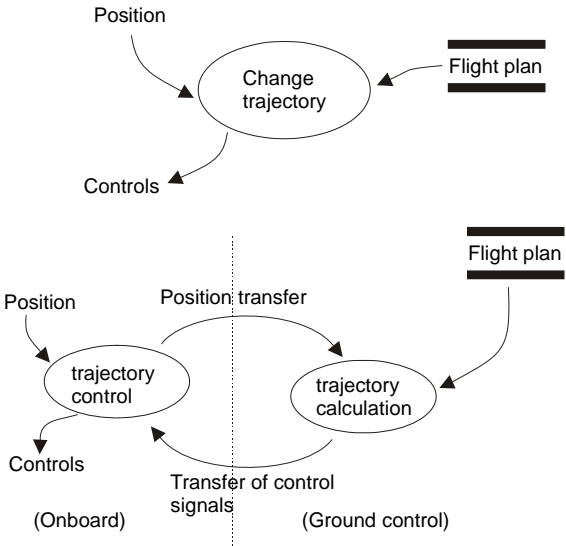 Position
Flight plan
Change
trajectory
Controls
Flight plan
Position
Position transfer
trajectory
control
trajectory
calculation
Controls
Transfer of control
signals
(Onboard)
(Ground control)